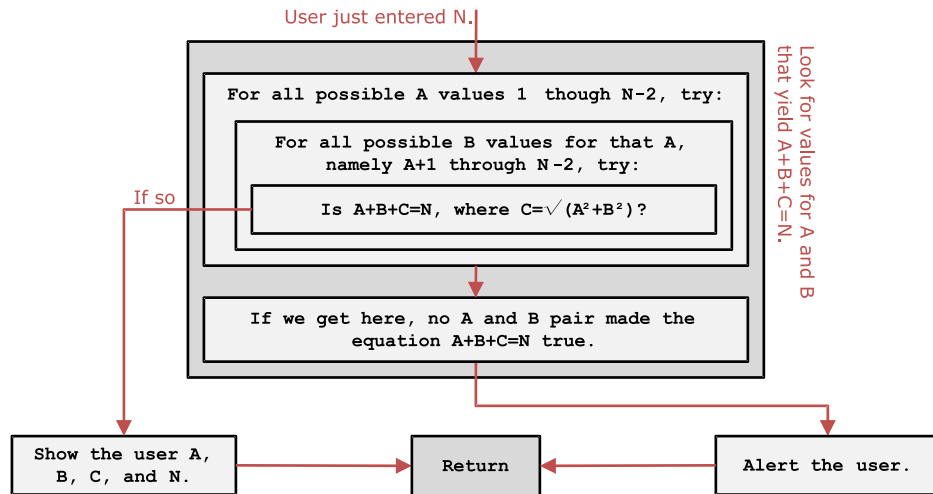 User just entered N.
For all possible A values 1 though N-2, try:
For all possible B values for that A,
namely A+1 through N-2, try:
If so
Is A+B+C=N, where C=√(A²+B²)?
Look for values for A and B
that yield A+B+C=N.
If we get here, no A and B pair made the
equation A+B+C=N true.
Show the user A,
B, C, and N.
Return
Alert the user.